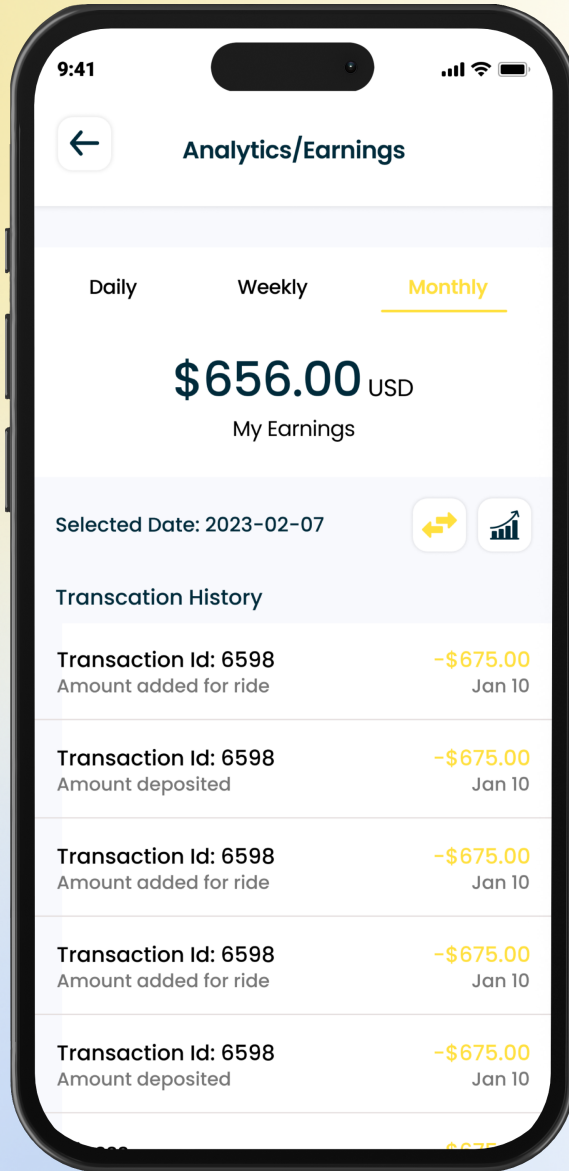 9:41
Analytics/Earnings
Daily Weekly Monthly
$656.00 USD
My Earnings
Selected Date: 2023-02-07
Transcation History
Transaction Id: 6598 -$675.00
Amount added for ride Jan 10
Transaction Id: 6598 -$675.00
Amount deposited Jan 10
Transaction Id: 6598 -$675.00
Amount added for ride Jan 10
Transaction Id: 6598 -$675.00
Amount added for ride Jan 10
Transaction Id: 6598 -$675.00
Amount deposited Jan 10